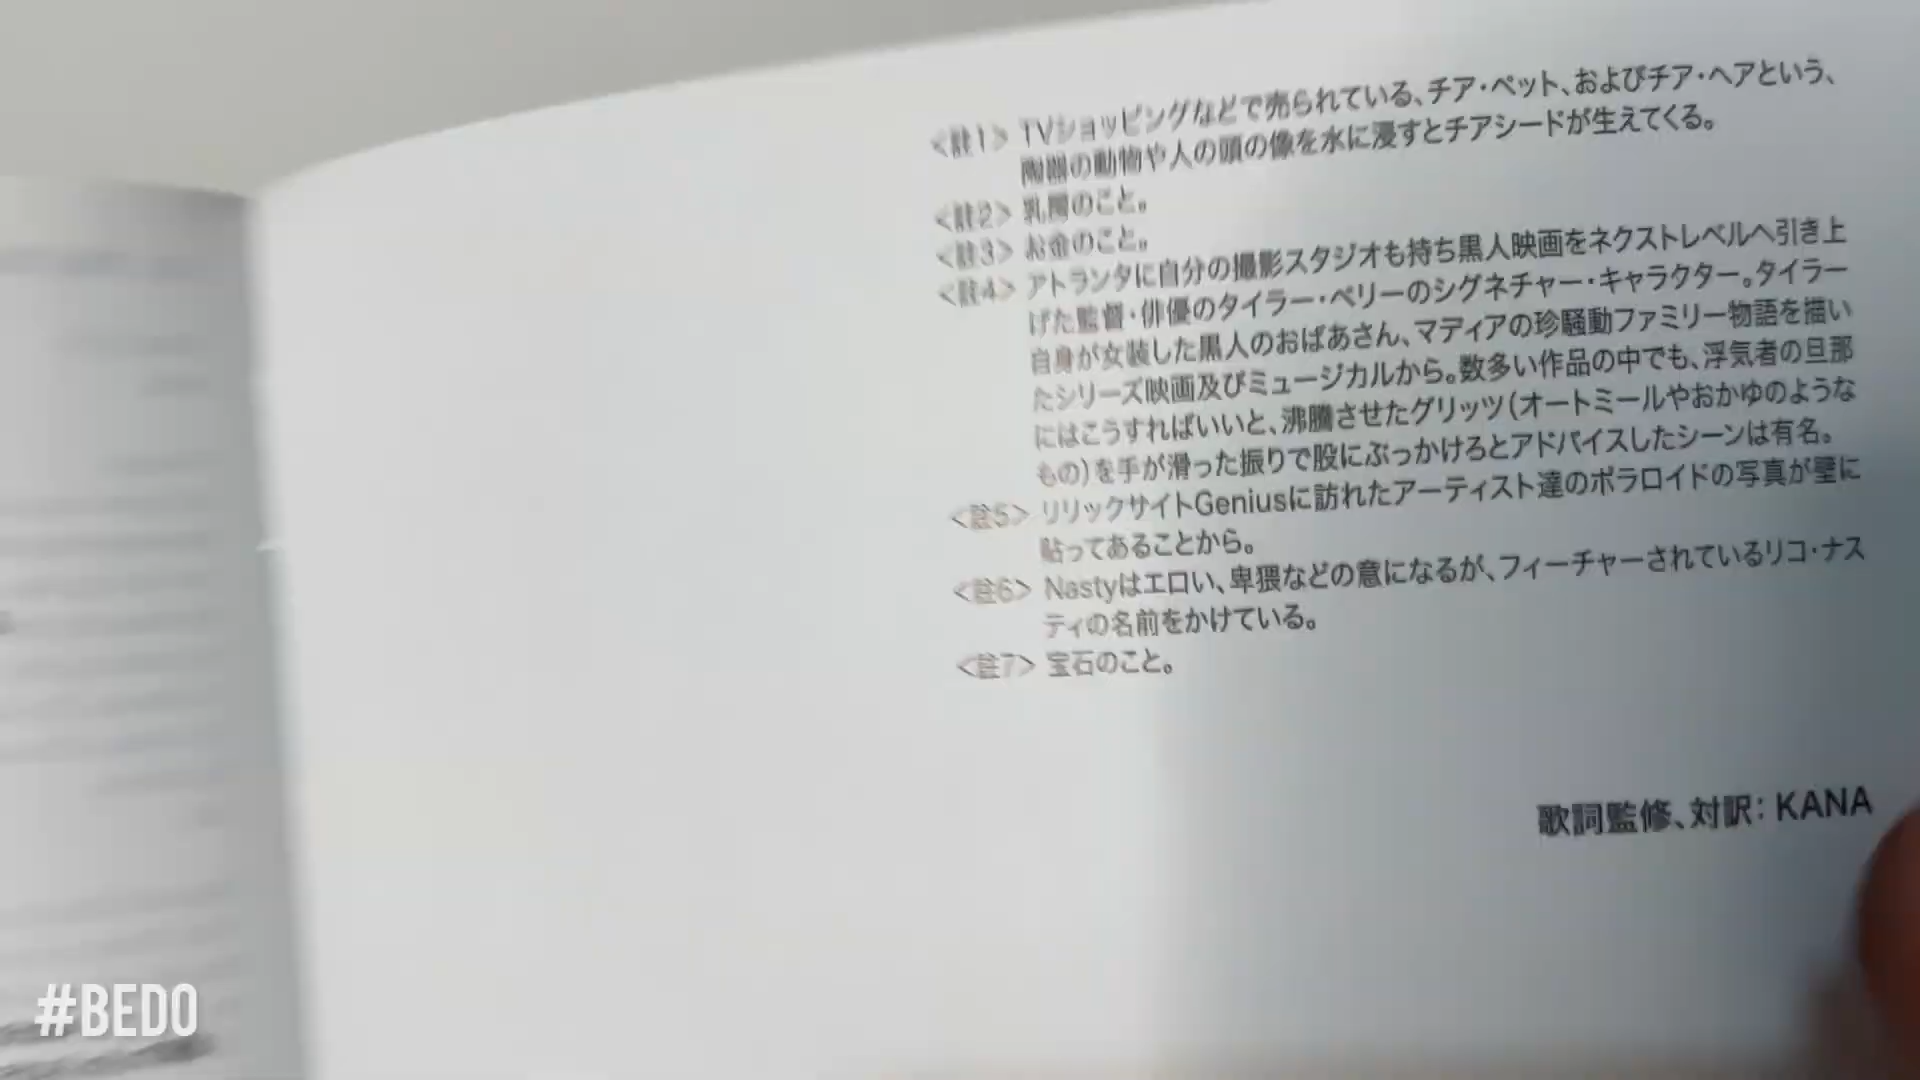 <註1> TVショッピングなどで売られている、チア・ペット、およびチア・ヘアという、
陶器の動物や人の頭の像を水に浸すとチアシードが生えてくる。
<註2> 乳房のこと。
<註3> お金のこと。
<註4> アトランタに自分の撮影スタジオも持ち黒人映画をネクストレベルへ引き上
げた監督・俳優のタイラー・ペリーのシグネチャー・キャラクター。タイラー
自身が女装した黒人のおばあさん、マディアの珍騒動ファミリー物語を描い
たシリーズ映画及びミュージカルから。数多い作品の中でも、浮気者の旦那
にはこうすればいいと、沸騰させたグリッツ(オートミールやおかゆのような
もの)を手が滑った振りで股にぶっかけろとアドバイスしたシーンは有名。
<註5> リリックサイトGeniusに訪れたアーティスト達のポラロイドの写真が壁に
貼ってあることから。
<註6> Nastyはエロい、卑猥などの意になるが、フィーチャーされているリコ・ナス
ティの名前をかけている。
<註7> 宝石のこと。
歌詞監修、対訳: KANA
#BEDO